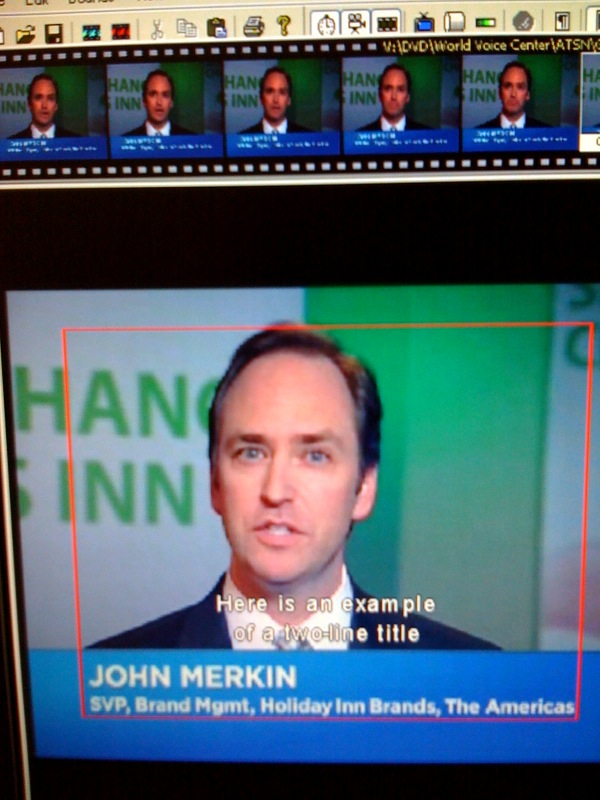 V:\DVD\World Voice Center\ATSN\
HANG
S INN
Here is an example
of a two-line title
JOHN MERKIN
SVP, Brand Mgmt, Holiday Inn Brands, The Americas